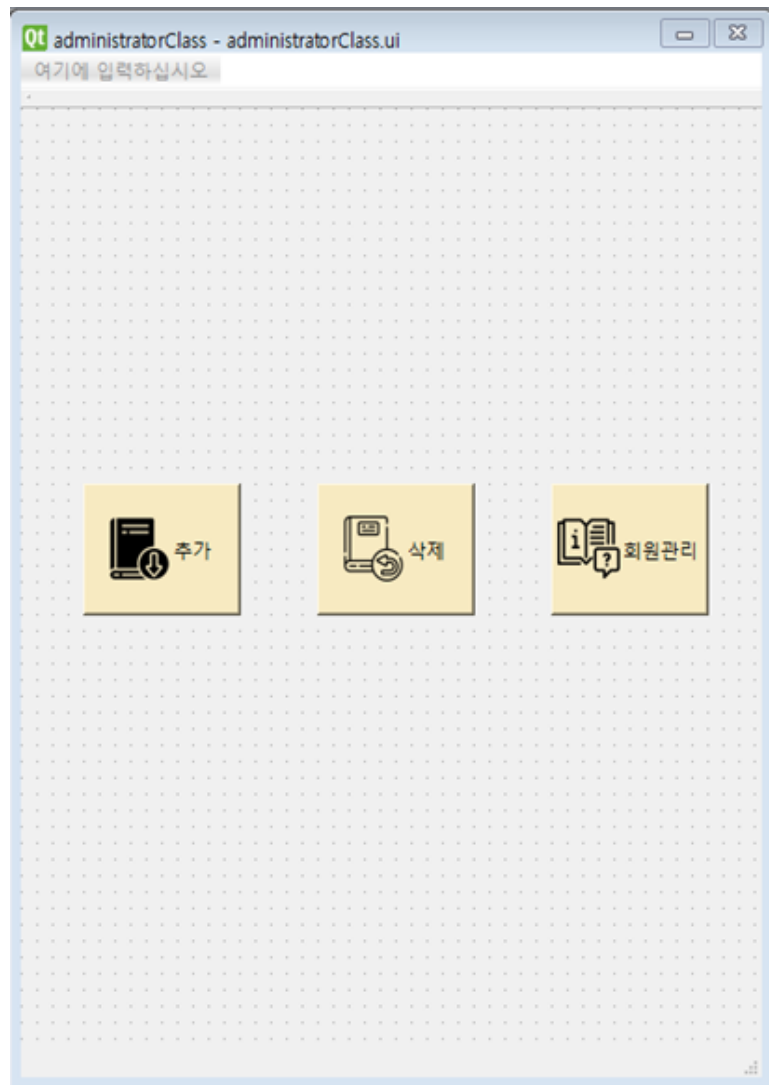 Qt administratorClass - administratorClass.ui
여기에 입력하십시오
추가
삭제
i
?
회원관리